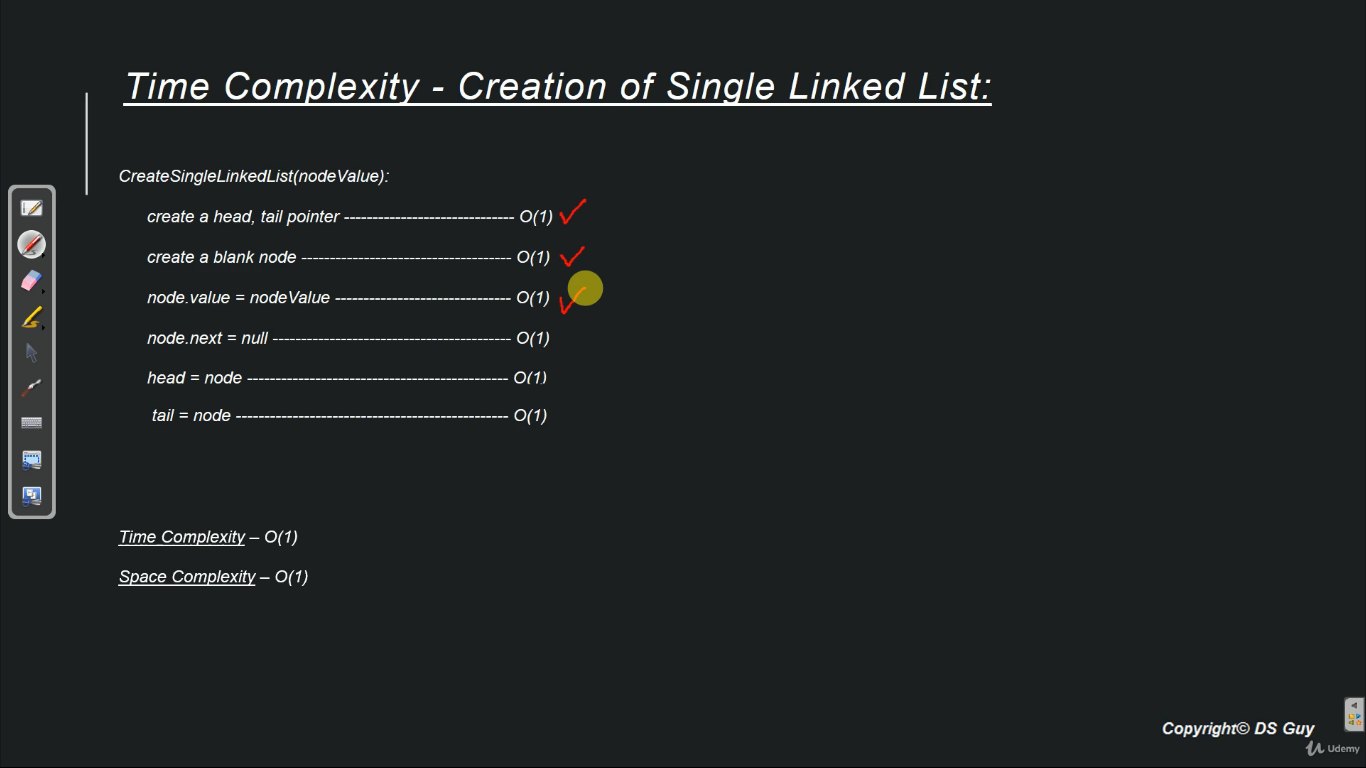 Time Complexity - Creation of Single Linked List:
CreateSingleLinkedList(nodeValue):
create a head, tail pointer ------------------------------ O(1)
create a blank node ------------------------------------- O(1)
node.value = nodeValue ------------------------------- O(1)
node.next = null ------------------------------------------ O(1)
head = node ---------------------------------------------- O(1)
tail = node ------------------------------------------------ O(1)
Time Complexity – O(1)
Space Complexity – O(1)
Copyright© DS Guy
Udemy